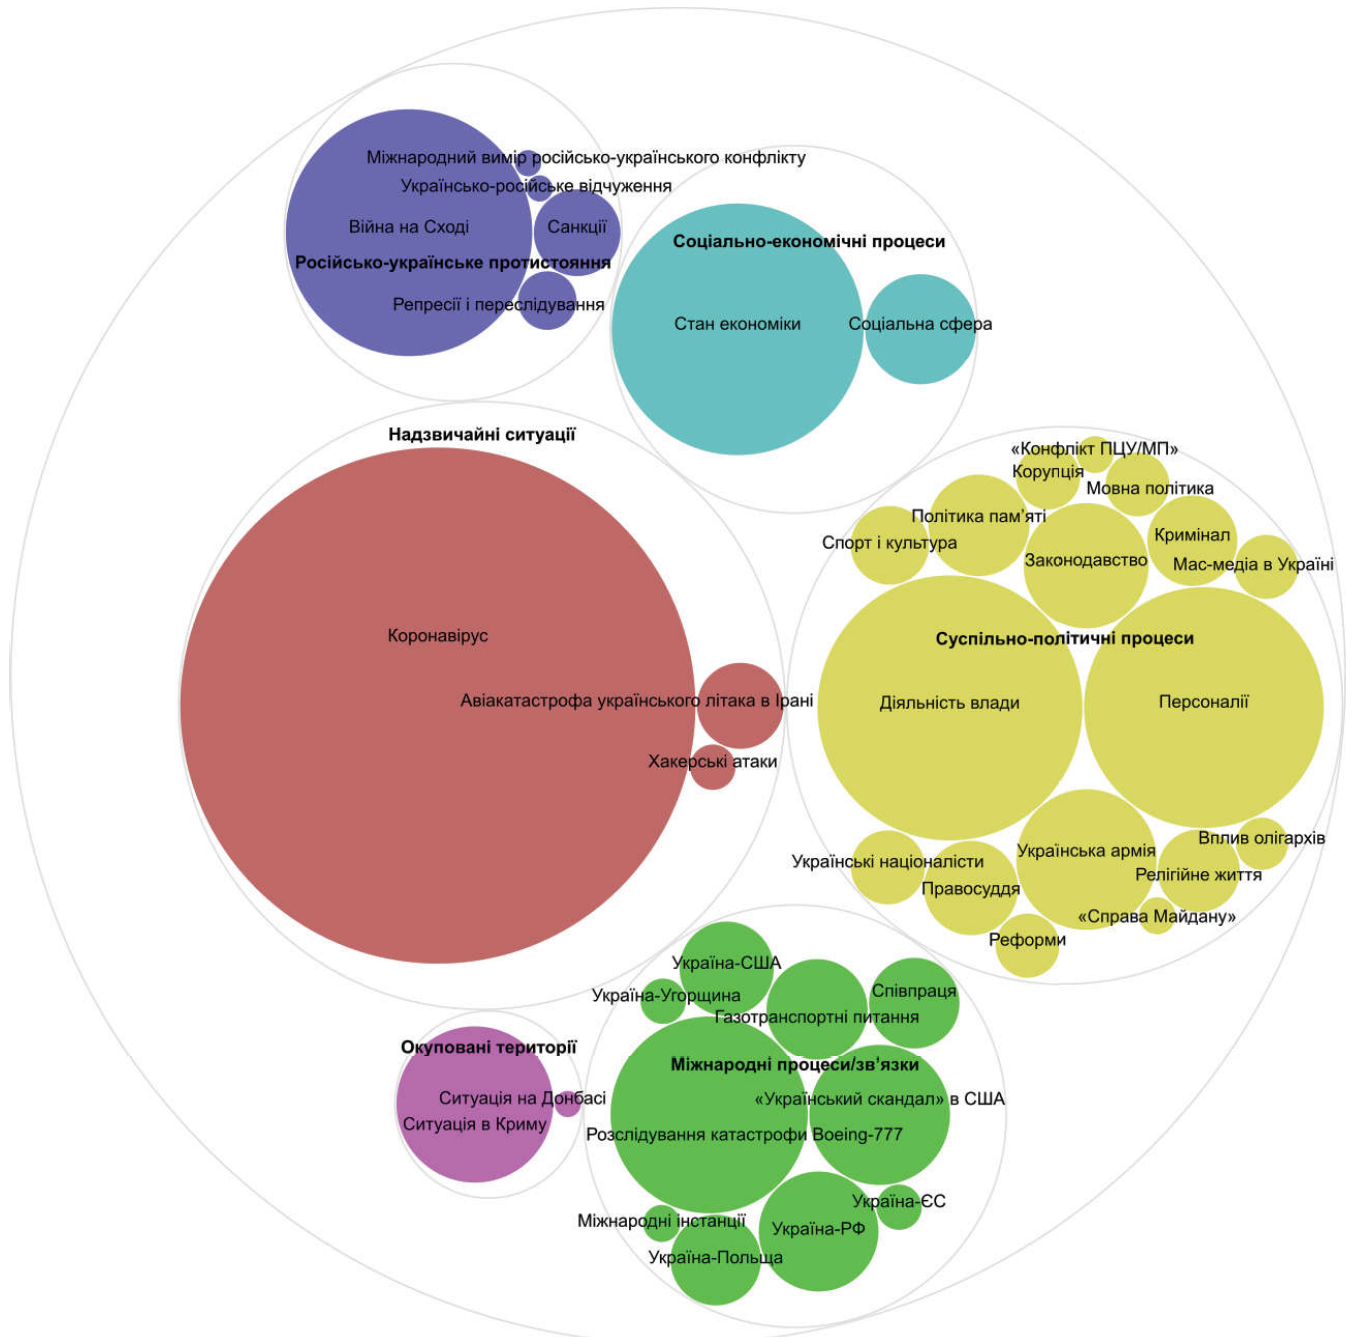 Міжнародний вимір російсько-українського конфлікту
Українсько-російське відчуження
Війна на Сході
Санкції
Російсько-українське протистояння
Репресії і переслідування
Соціально-економічні процеси
Стан економіки
Соціальна сфера
Надзвичайні ситуації
Коронавірус
Авіакатастрофа українського літака в Ірані
Хакерські атаки
«Конфлікт ПЦУ/МП»
Корупція
Мовна політика
Політика пам’яті
Спорт і культура
Кримінал
Законодавство
Мас-медіа в Україні
Суспільно-політичні процеси
Діяльність влади
Персоналії
Вплив олігархів
Українська армія
Українські націоналісти
Релігійне життя
Правосуддя
«Справа Майдану»
Реформи
Україна-США
Співпраця
Україна-Угорщина
Газотранспортні питання
Міжнародні процеси/зв’язки
«Український скандал» в США
Розслідування катастрофи Boeing-777
Україна-ЄС
Міжнародні інстанції
Україна-РФ
Україна-Польща
Окуповані території
Ситуація на Донбасі
Ситуація в Криму